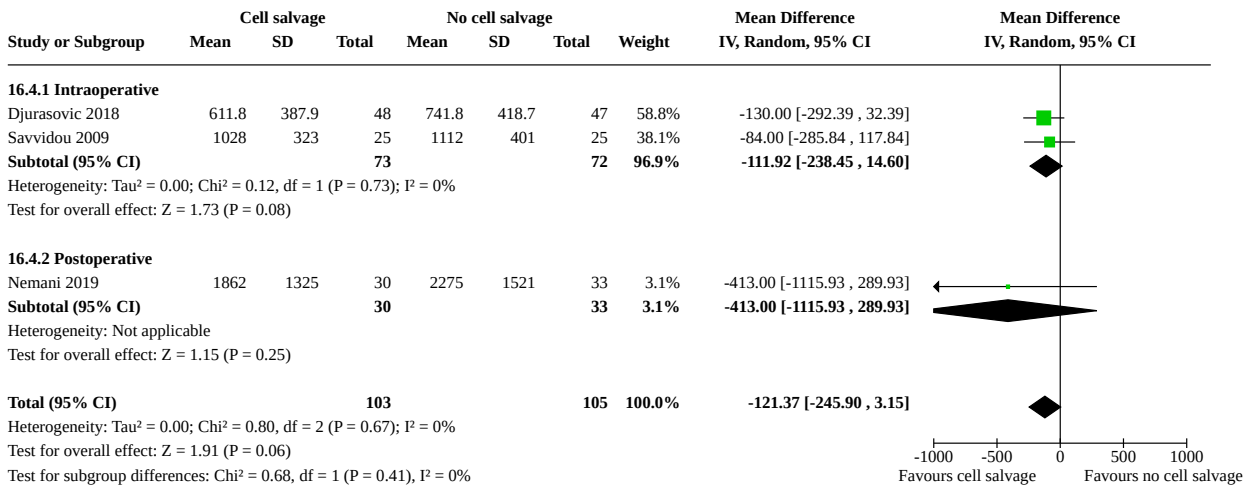 Cell salvage No cell salvage Mean Difference Mean Difference
Study or Subgroup Mean SD Total Mean SD Total Weight IV, Random, 95% CI IV, Random, 95% CI
16.4.1 Intraoperative
Djurasovic 2018 611.8 387.9 48 741.8 418.7 47 58.8% -130.00 [-292.39 , 32.39]
Savvidou 2009 1028 323 25 1112 401 25 38.1% -84.00 [-285.84 , 117.84]
Subtotal (95% CI) 73 72 96.9% -111.92 [-238.45 , 14.60]
Heterogeneity: Tau² = 0.00; Chi² = 0.12, df = 1 (P = 0.73); I² = 0%
Test for overall effect: Z = 1.73 (P = 0.08)
16.4.2 Postoperative
Nemani 2019 1862 1325 30 2275 1521 33 3.1% -413.00 [-1115.93 , 289.93]
Subtotal (95% CI) 30 33 3.1% -413.00 [-1115.93 , 289.93]
Heterogeneity: Not applicable
Test for overall effect: Z = 1.15 (P = 0.25)
Total (95% CI) 103 105 100.0% -121.37 [-245.90 , 3.15]
Heterogeneity: Tau² = 0.00; Chi² = 0.80, df = 2 (P = 0.67); I² = 0%
Test for overall effect: Z = 1.91 (P = 0.06)
-1000 -500 0 500 1000
Test for subgroup differences: Chi² = 0.68, df = 1 (P = 0.41), I² = 0% Favours cell salvage Favours no cell salvage